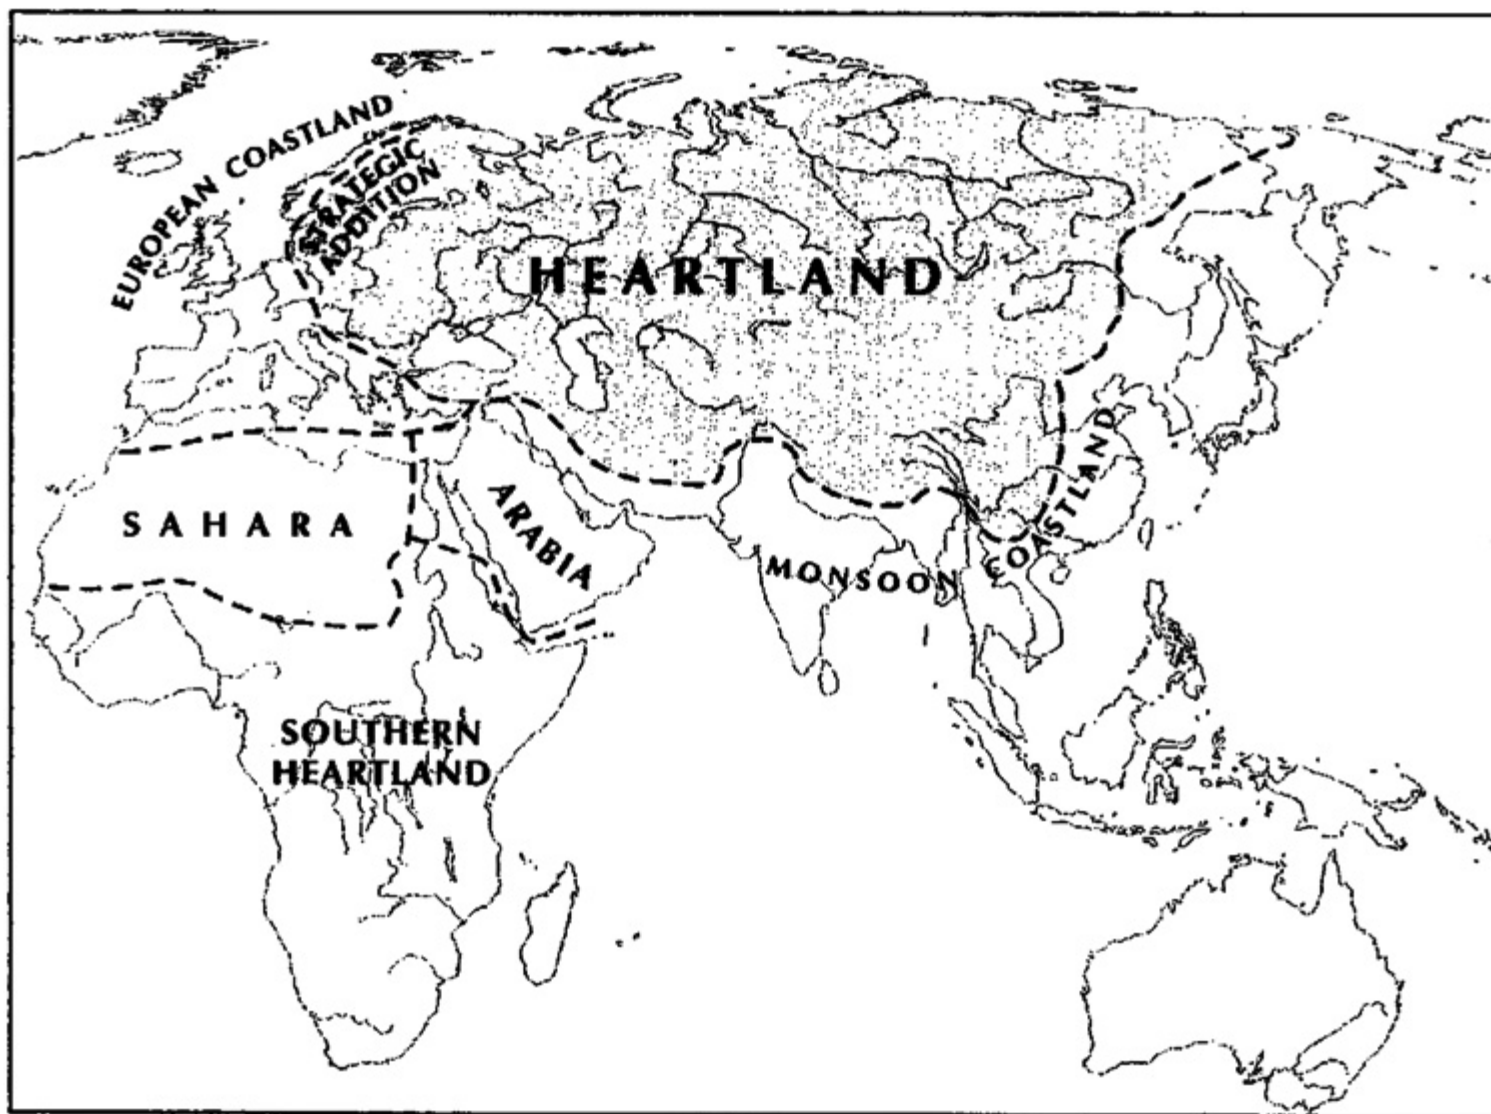 EUROPEAN COASTLAND
STRATEGIC
ADDITION
HEARTLAND
SAHARA
ARABIA
MONSOON COASTLAND
SOUTHERN
HEARTLAND